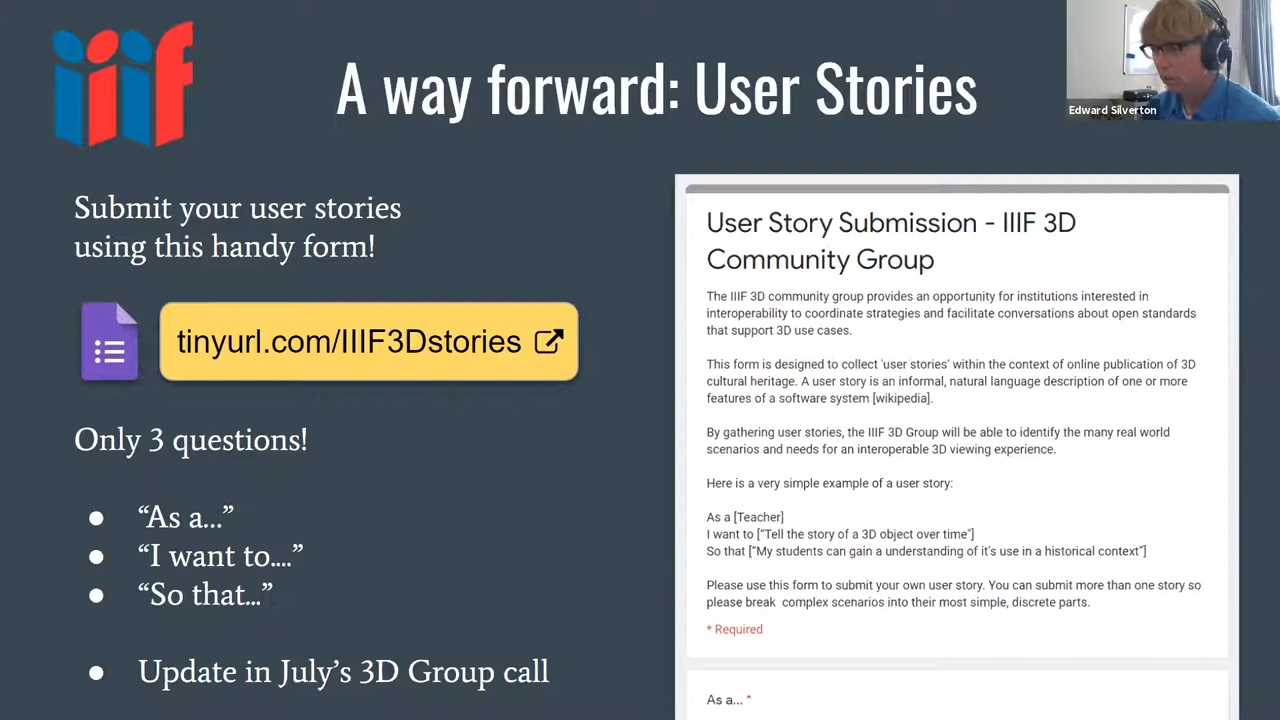 iiif
A way forward: User Stories
Edward Silverton
Submit your user stories
using this handy form!
tinyurl.com/IIIF3Dstories
Only 3 questions!
● “As a...”
● “I want to....”
● “So that...”
● Update in July’s 3D Group call
User Story Submission - IIIF 3D
Community Group
The IIIF 3D community group provides an opportunity for institutions interested in
interoperability to coordinate strategies and facilitate conversations about open standards
that support 3D use cases.
This form is designed to collect 'user stories' within the context of online publication of 3D
cultural heritage. A user story is an informal, natural language description of one or more
features of a software system [wikipedia].
By gathering user stories, the IIIF 3D Group will be able to identify the many real world
scenarios and needs for an interoperable 3D viewing experience.
Here is a very simple example of a user story:
As a [Teacher]
I want to ["Tell the story of a 3D object over time"]
So that ["My students can gain a understanding of it's use in a historical context"]
Please use this form to submit your own user story. You can submit more than one story so
please break complex scenarios into their most simple, discrete parts.
* Required
As a... *